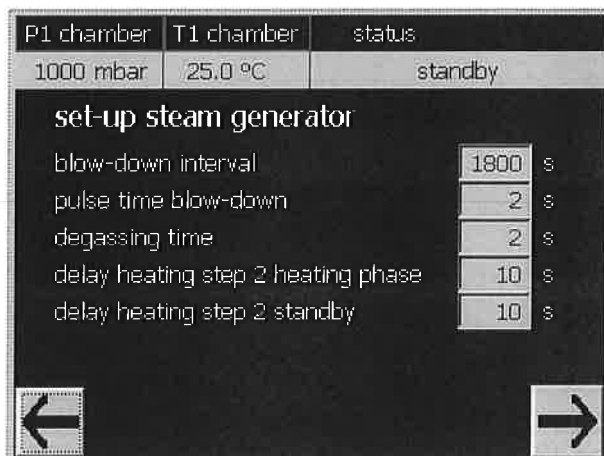 P1 chamber T1 chamber status
1000 mbar 25.0 ºC standby
set-up steam generator
blow-down interval 1800 s
pulse time blow-down 2 s
degassing time 2 s
delay heating step 2 heating phase 10 s
delay heating step 2 standby 10 s